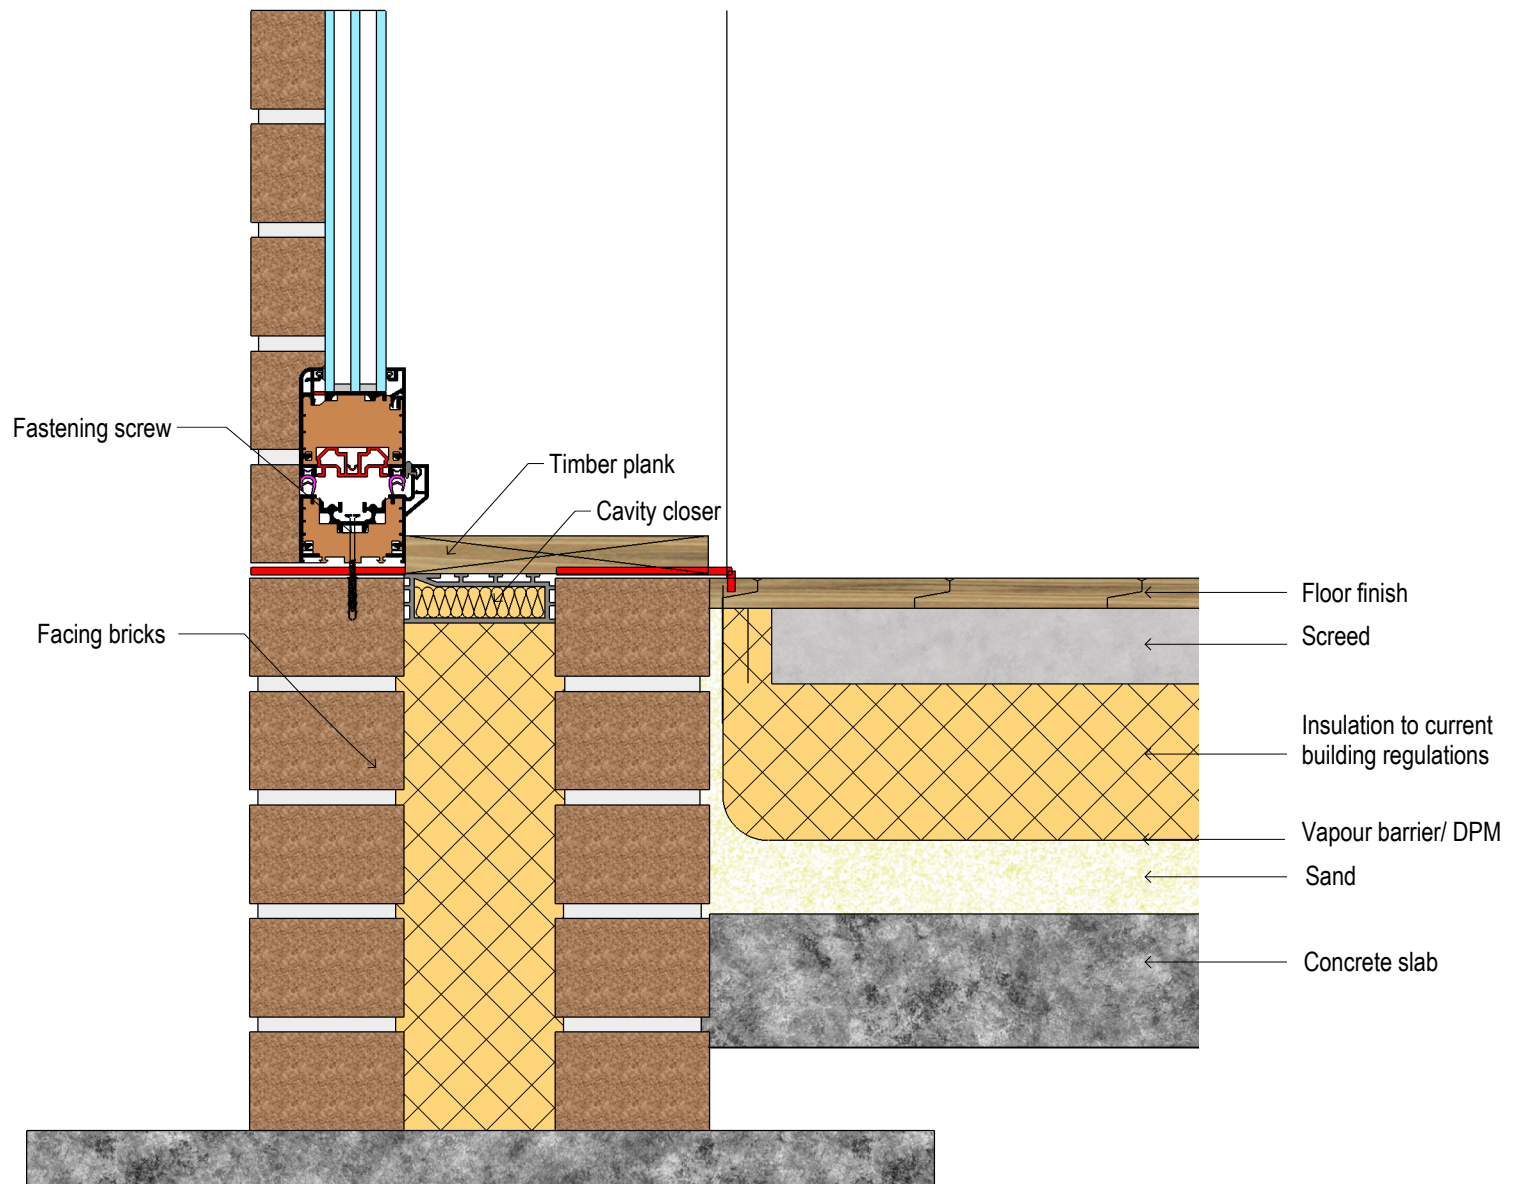 Fastening screw
Timber plank
Cavity closer
Facing bricks
Floor finish
Screed
Insulation to current
building regulations
Vapour barrier/ DPM
Sand
Concrete slab